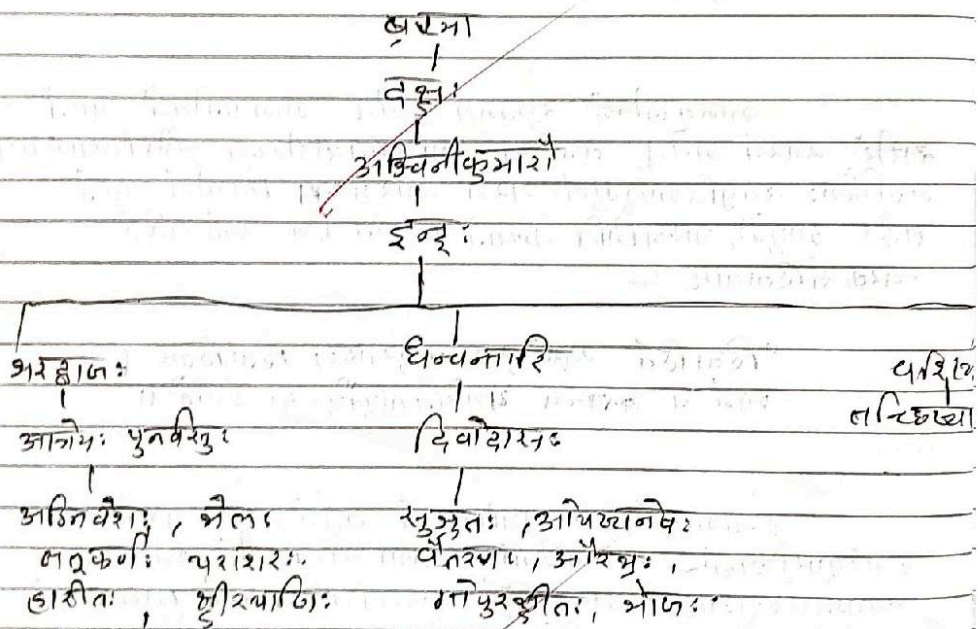 ब्रह्मा
दक्षः
अश्विनीकुमारौ
इन्द्रः
भरद्वाजः धन्वन्तरि
आत्रेयः पुनर्वसुः दिवोदासः तच्छिष्या
अग्निवेशः, भेलः सुश्रुतः, औपधेनवः
जतुकर्णः पराशरः वैतरणः, औरभ्रः,
हारीतः क्षारपाणिः गोपुररक्षीतः, भोजः